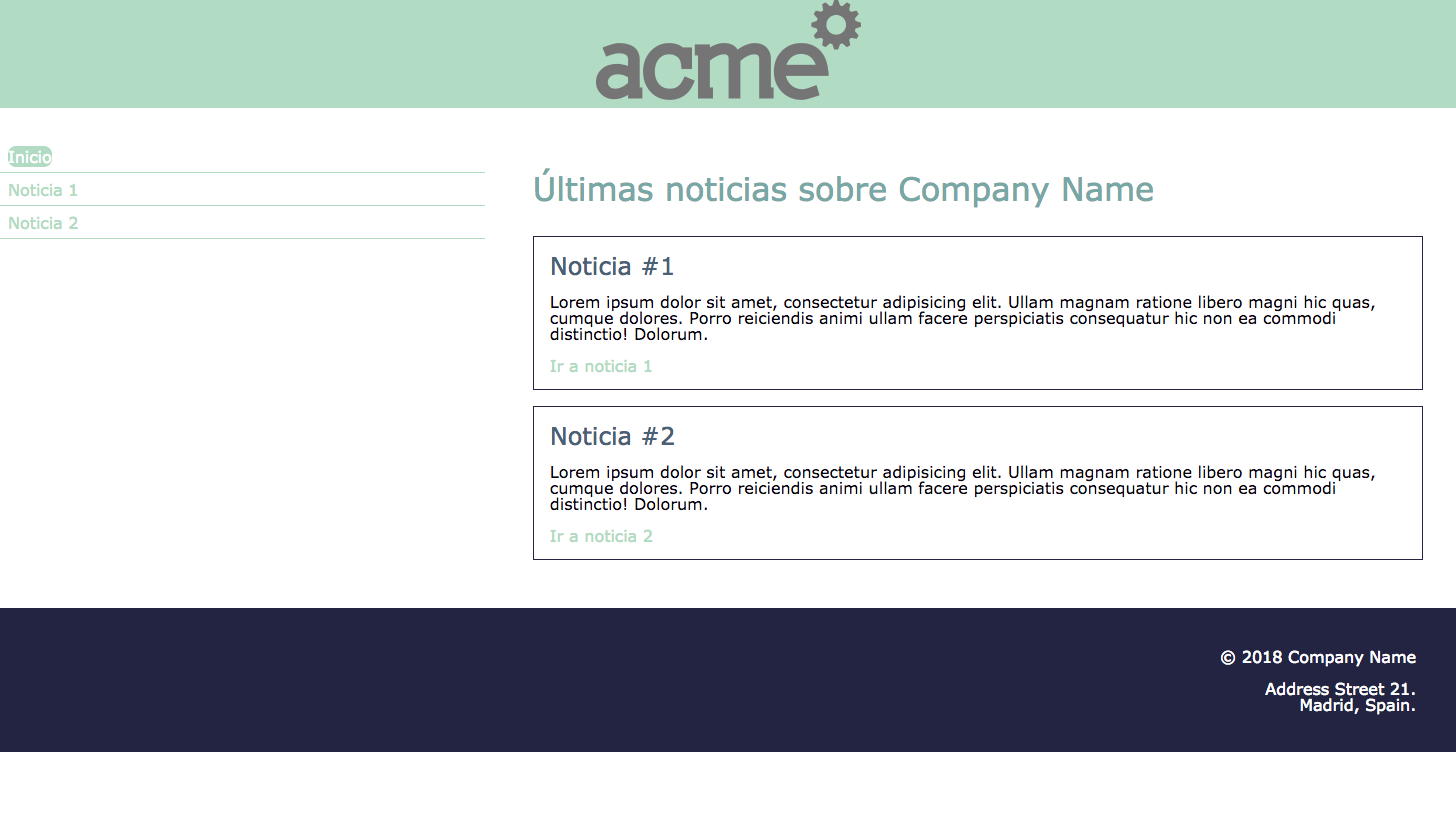 acme
Inicio
Noticia 1
Noticia 2
Últimas noticias sobre Company Name
Noticia #1
Lorem ipsum dolor sit amet, consectetur adipisicing elit. Ullam magnam ratione libero magni hic quas,
cumque dolores. Porro reiciendis animi ullam facere perspiciatis consequatur hic non ea commodi
distinctio! Dolorum.
Ir a noticia 1
Noticia #2
Lorem ipsum dolor sit amet, consectetur adipisicing elit. Ullam magnam ratione libero magni hic quas,
cumque dolores. Porro reiciendis animi ullam facere perspiciatis consequatur hic non ea commodi
distinctio! Dolorum.
Ir a noticia 2
© 2018 Company Name
Address Street 21.
Madrid, Spain.